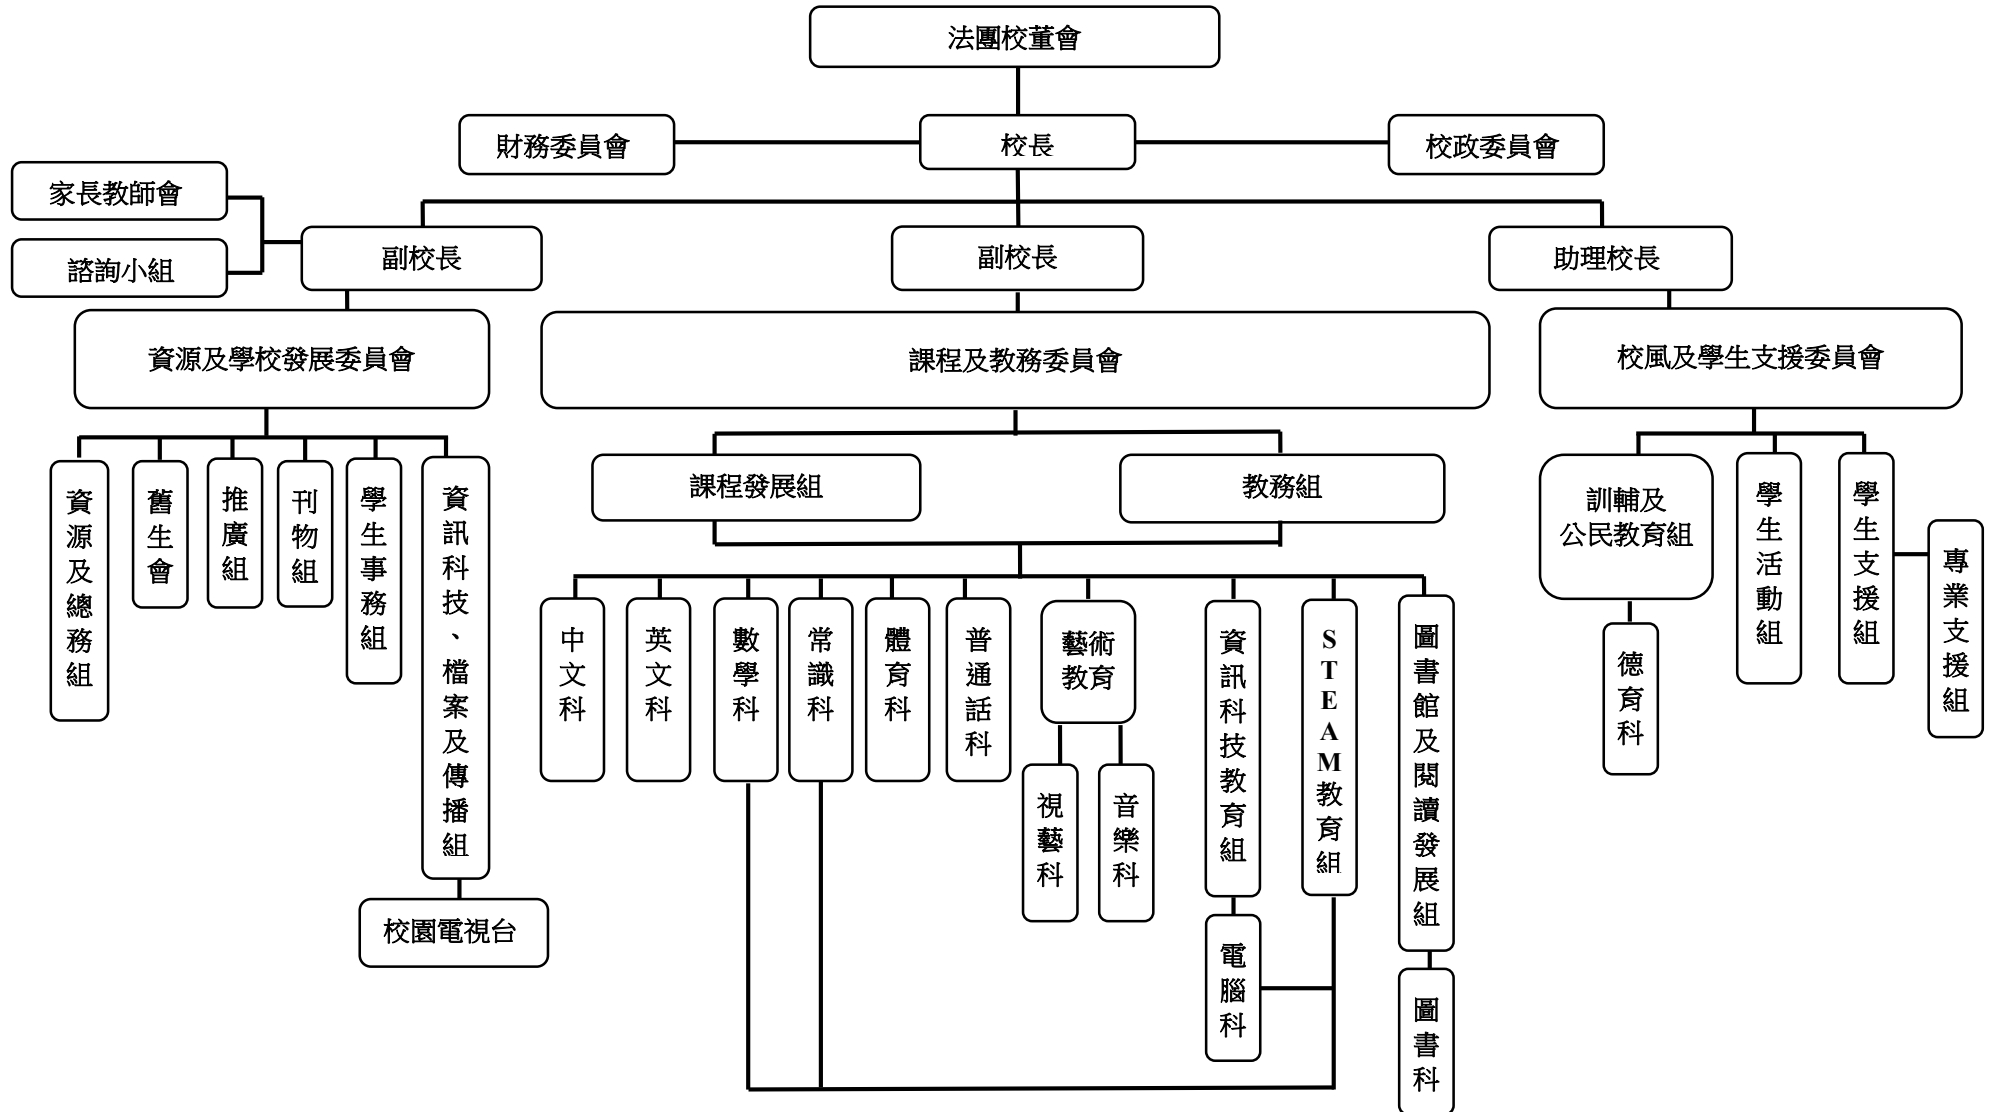 法團校董會
財務委員會
校長
校政委員會
家長教師會
諮詢小組
副校長
副校長
助理校長
資源及學校發展委員會
課程及教務委員會
校風及學生支援委員會
資源及總務組
舊生會
推廣組
刊物組
學生事務組
資訊科技、檔案及傳播組
校園電視台
課程發展組
教務組
中文科
英文科
數學科
常識科
體育科
普通話科
藝術
教育
視藝科
音樂科
資訊科技教育組
電腦科
STEAM教育組
圖書館及閱讀發展組
圖書科
訓輔及
公民教育組
德育科
學生活動組
學生支援組
專業支援組